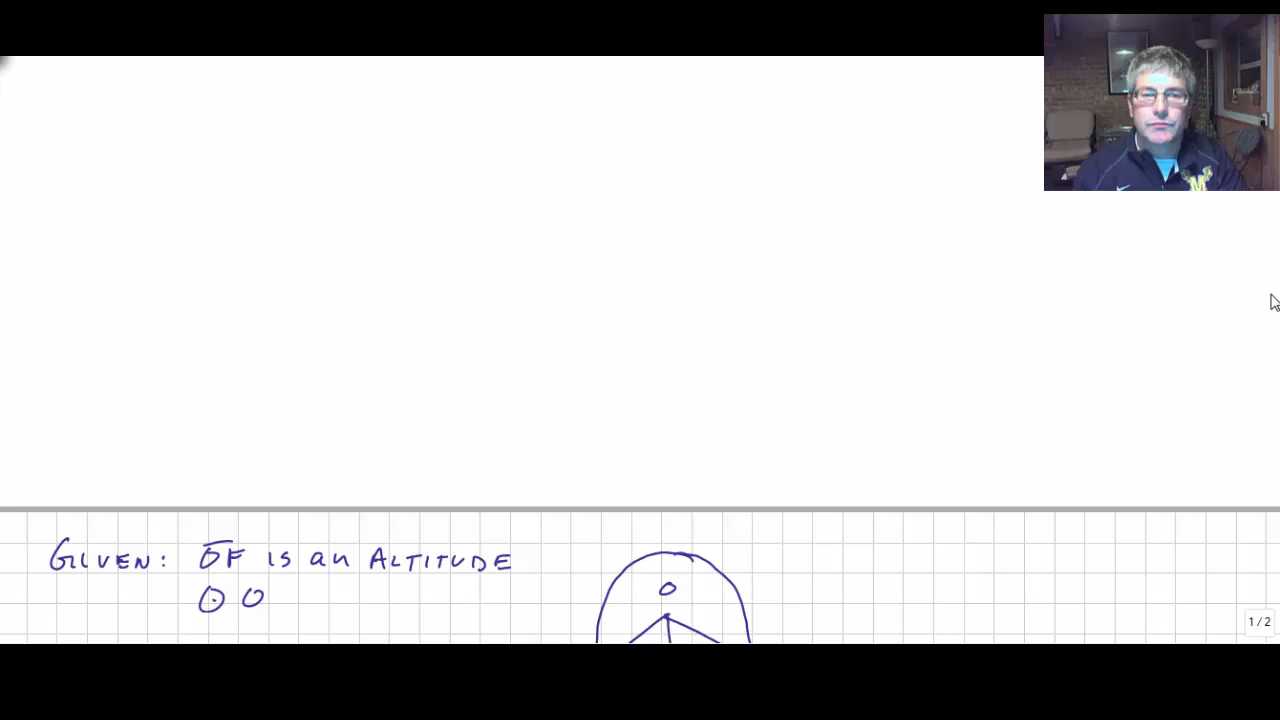 M
GIVEN: OF is an ALTITUDE
⊙ O
O
1 / 2